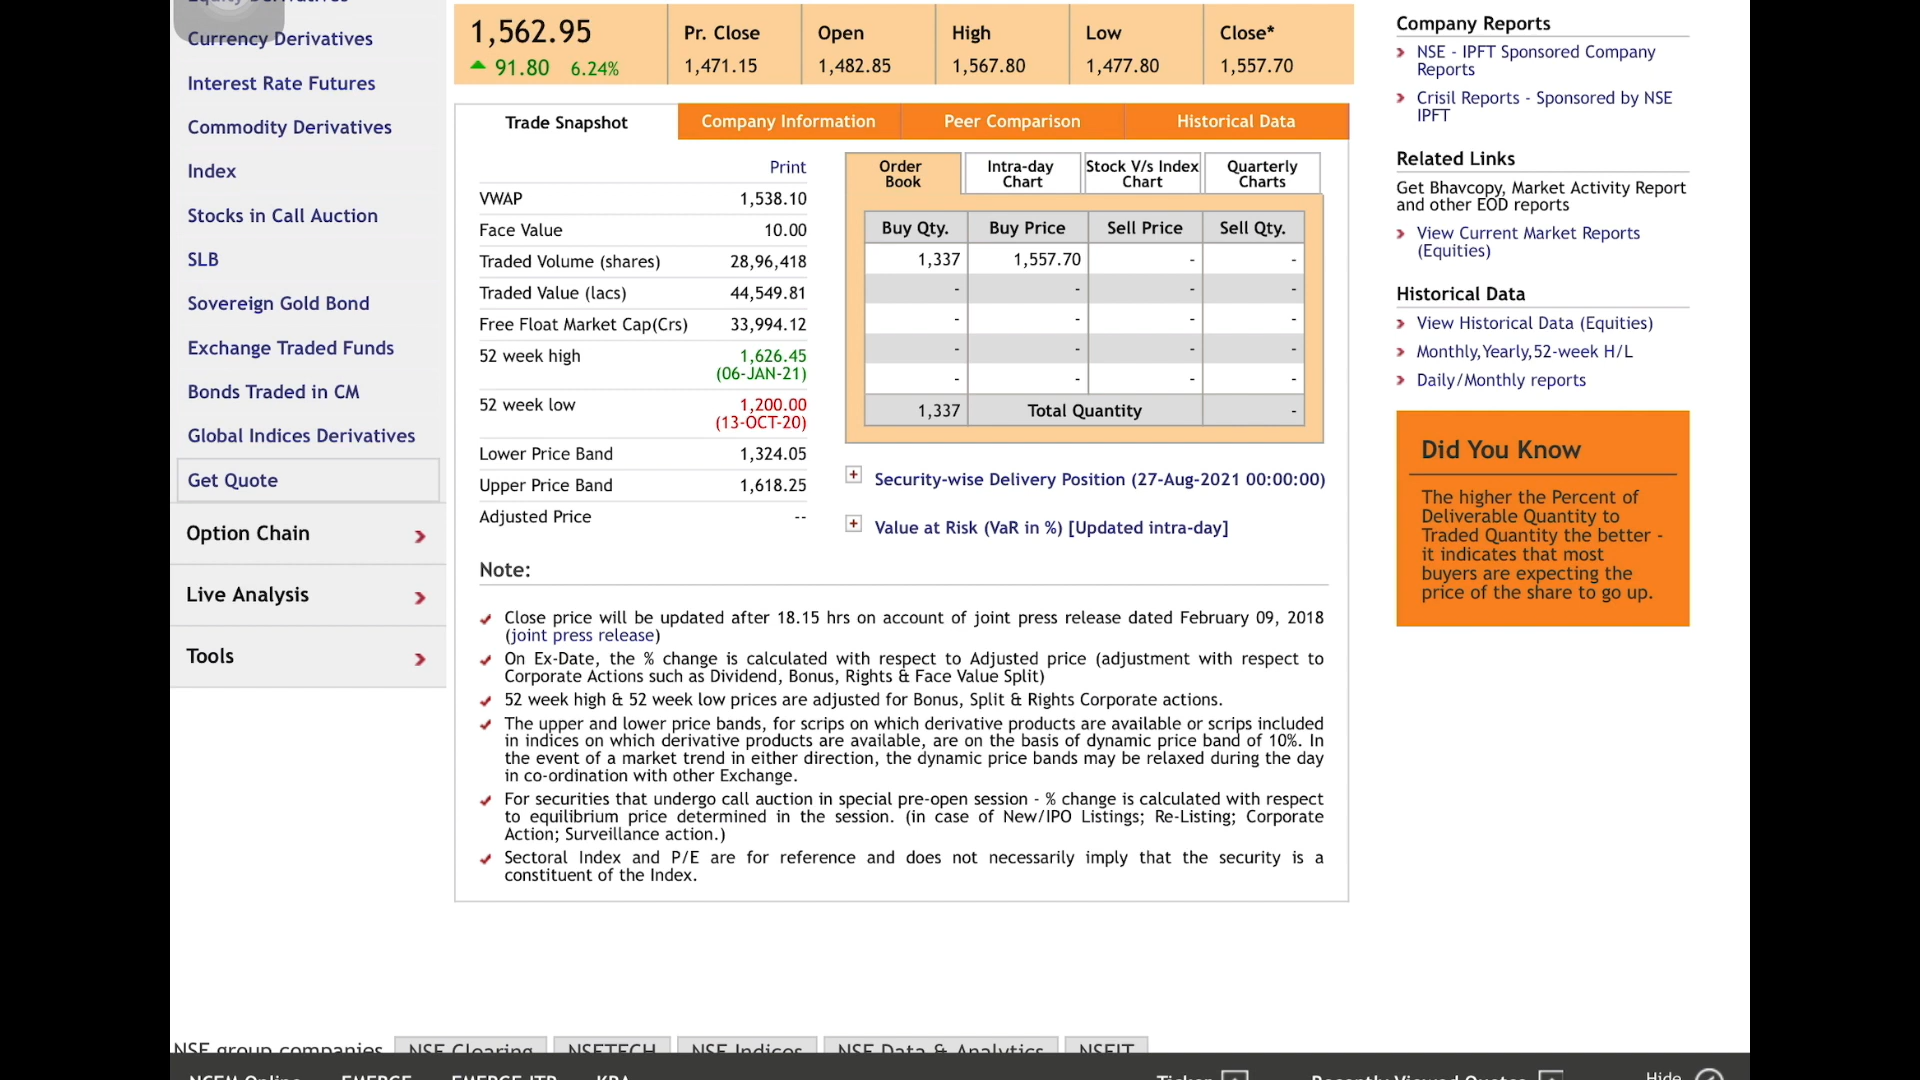 Currency Derivatives
Interest Rate Futures
Commodity Derivatives
Index
Stocks in Call Auction
SLB
Sovereign Gold Bond
Exchange Traded Funds
Bonds Traded in CM
Global Indices Derivatives
Get Quote
Option Chain
Live Analysis
Tools
1,562.95
91.80 6.24%
Pr. Close
1,471.15
Open
1,482.85
High
1,567.80
Low
1,477.80
Close*
1,557.70
Trade Snapshot
Company Information
Peer Comparison
Historical Data
Print
VWAP 1,538.10
Face Value 10.00
Traded Volume (shares) 28,96,418
Traded Value (lacs) 44,549.81
Free Float Market Cap(Crs) 33,994.12
52 week high 1,626.45
(06-JAN-21)
52 week low 1,200.00
(13-OCT-20)
Lower Price Band 1,324.05
Upper Price Band 1,618.25
Adjusted Price --
Order
Book
Intra-day
Chart
Stock V/s Index
Chart
Quarterly
Charts
Buy Qty. Buy Price Sell Price Sell Qty.
1,337 1,557.70 - -
- - - -
- - - -
- - - -
- - - -
1,337 Total Quantity -
Security-wise Delivery Position (27-Aug-2021 00:00:00)
Value at Risk (VaR in %) [Updated intra-day]
Note:
Close price will be updated after 18.15 hrs on account of joint press release dated February 09, 2018
(joint press release)
On Ex-Date, the % change is calculated with respect to Adjusted price (adjustment with respect to
Corporate Actions such as Dividend, Bonus, Rights & Face Value Split)
52 week high & 52 week low prices are adjusted for Bonus, Split & Rights Corporate actions.
The upper and lower price bands, for scrips on which derivative products are available or scrips included
in indices on which derivative products are available, are on the basis of dynamic price band of 10%. In
the event of a market trend in either direction, the dynamic price bands may be relaxed during the day
in co-ordination with other Exchange.
For securities that undergo call auction in special pre-open session - % change is calculated with respect
to equilibrium price determined in the session. (in case of New/IPO Listings; Re-Listing; Corporate
Action; Surveillance action.)
Sectoral Index and P/E are for reference and does not necessarily imply that the security is a
constituent of the Index.
Company Reports
NSE - IPFT Sponsored Company
Reports
Crisil Reports - Sponsored by NSE
IPFT
Related Links
Get Bhavcopy, Market Activity Report
and other EOD reports
View Current Market Reports
(Equities)
Historical Data
View Historical Data (Equities)
Monthly,Yearly,52-week H/L
Daily/Monthly reports
Did You Know
The higher the Percent of
Deliverable Quantity to
Traded Quantity the better -
it indicates that most
buyers are expecting the
price of the share to go up.
NSE group companies NSE Clearing NSETECH NSE Indices NSE Data & Analytics NSEIT
EMERGE EMERGE-ITP KRA Ticker Recently Viewed Quotes Hide